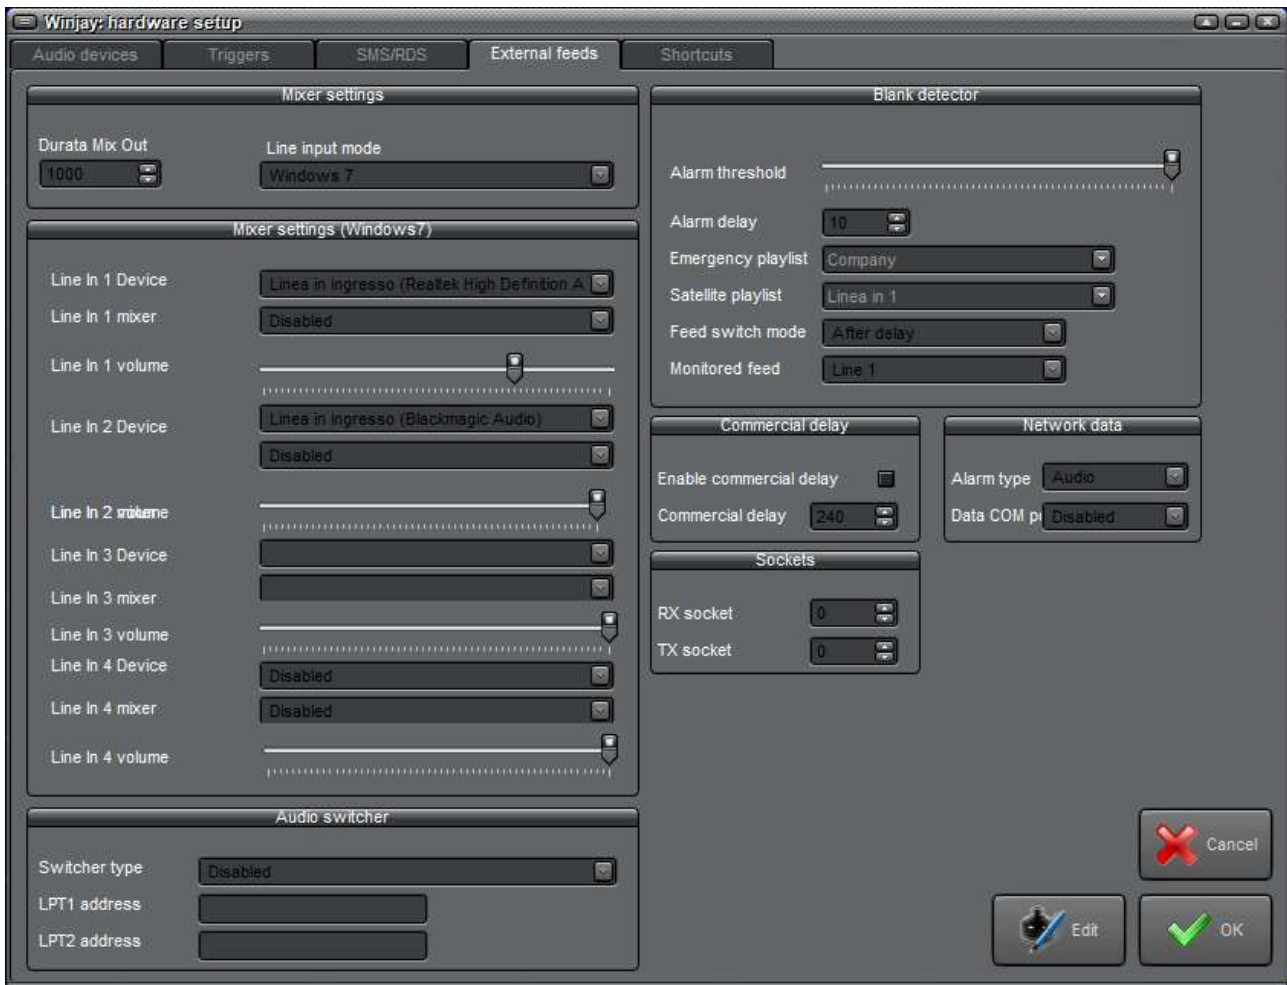 Winjay: hardware setup
Audio devices
Triggers
SMS/RDS
External feeds
Shortcuts
Mixer settings
Durata Mix Out
1000
Line input mode
Windows 7
Mixer settings (Windows7)
Line In 1 Device
Linea in ingresso (Realtek High Definition A
Line In 1 mixer
Disabled
Line In 1 volume
Line In 2 Device
Linea in ingresso (Blackmagic Audio)
Disabled
Line In 2
Line In 3 Device
Line In 3 mixer
Line In 3 volume
Line In 4 Device
Disabled
Line In 4 mixer
Disabled
Line In 4 volume
Audio switcher
Switcher type
Disabled
LPT1 address
LPT2 address
Blank detector
Alarm threshold
Alarm delay
10
Emergency playlist
Company
Satellite playlist
Linea in 1
Feed switch mode
After delay
Monitored feed
Line 1
Commercial delay
Enable commercial delay
Commercial delay
240
Network data
Alarm type
Audio
Data COM p
Disabled
Sockets
RX socket
0
TX socket
0
Cancel
Edit
OK